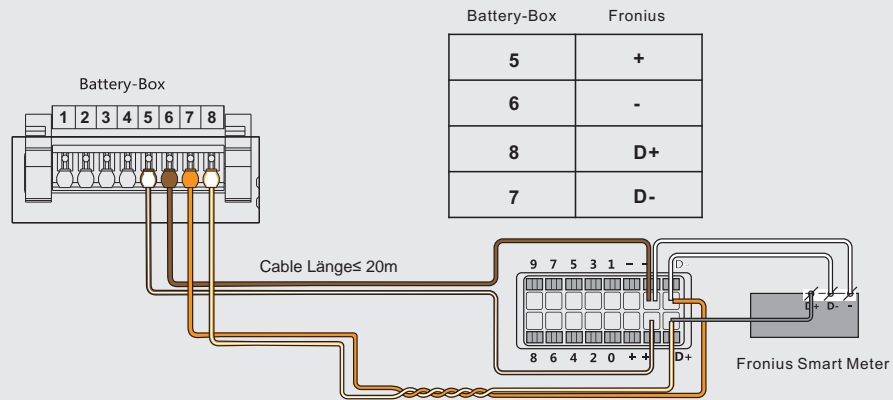 Battery-Box Fronius
5 +
6 -
8 D+
7 D-
Battery-Box
1 2 3 4 5 6 7 8
Cable Länge≤ 20m
9 7 5 3 1 - - D-
8 6 4 2 0 + + D+
D+ D- -
Fronius Smart Meter